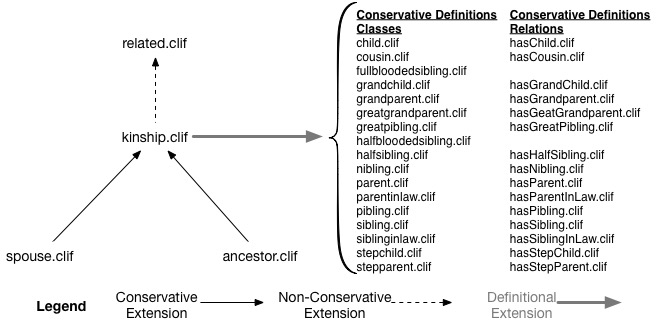 Conservative Definitions Classes
Conservative Definitions Relations
related.clif
kinship.clif
spouse.clif
ancestor.clif
child.clif hasChild.clif
cousin.clif hasCousin.clif
fullbloodedsibling.clif
grandchild.clif hasGrandChild.clif
grandparent.clif hasGrandparent.clif
greatgrandparent.clif hasGeatGrandparent.clif
greatpibling.clif hasGreatPibling.clif
halfbloodedsibling.clif
halfsibling.clif hasHalfSibling.clif
nibling.clif hasNibling.clif
parent.clif hasParent.clif
parentinlaw.clif hasParentInLaw.clif
pibling.clif hasPibling.clif
sibling.clif hasSibling.clif
siblinginlaw.clif hasSiblingInLaw.clif
stepchild.clif hasStepChild.clif
stepparent.clif hasStepParent.clif
Legend
Conservative
Extension
Non-Conservative
Extension
Definitional
Extension